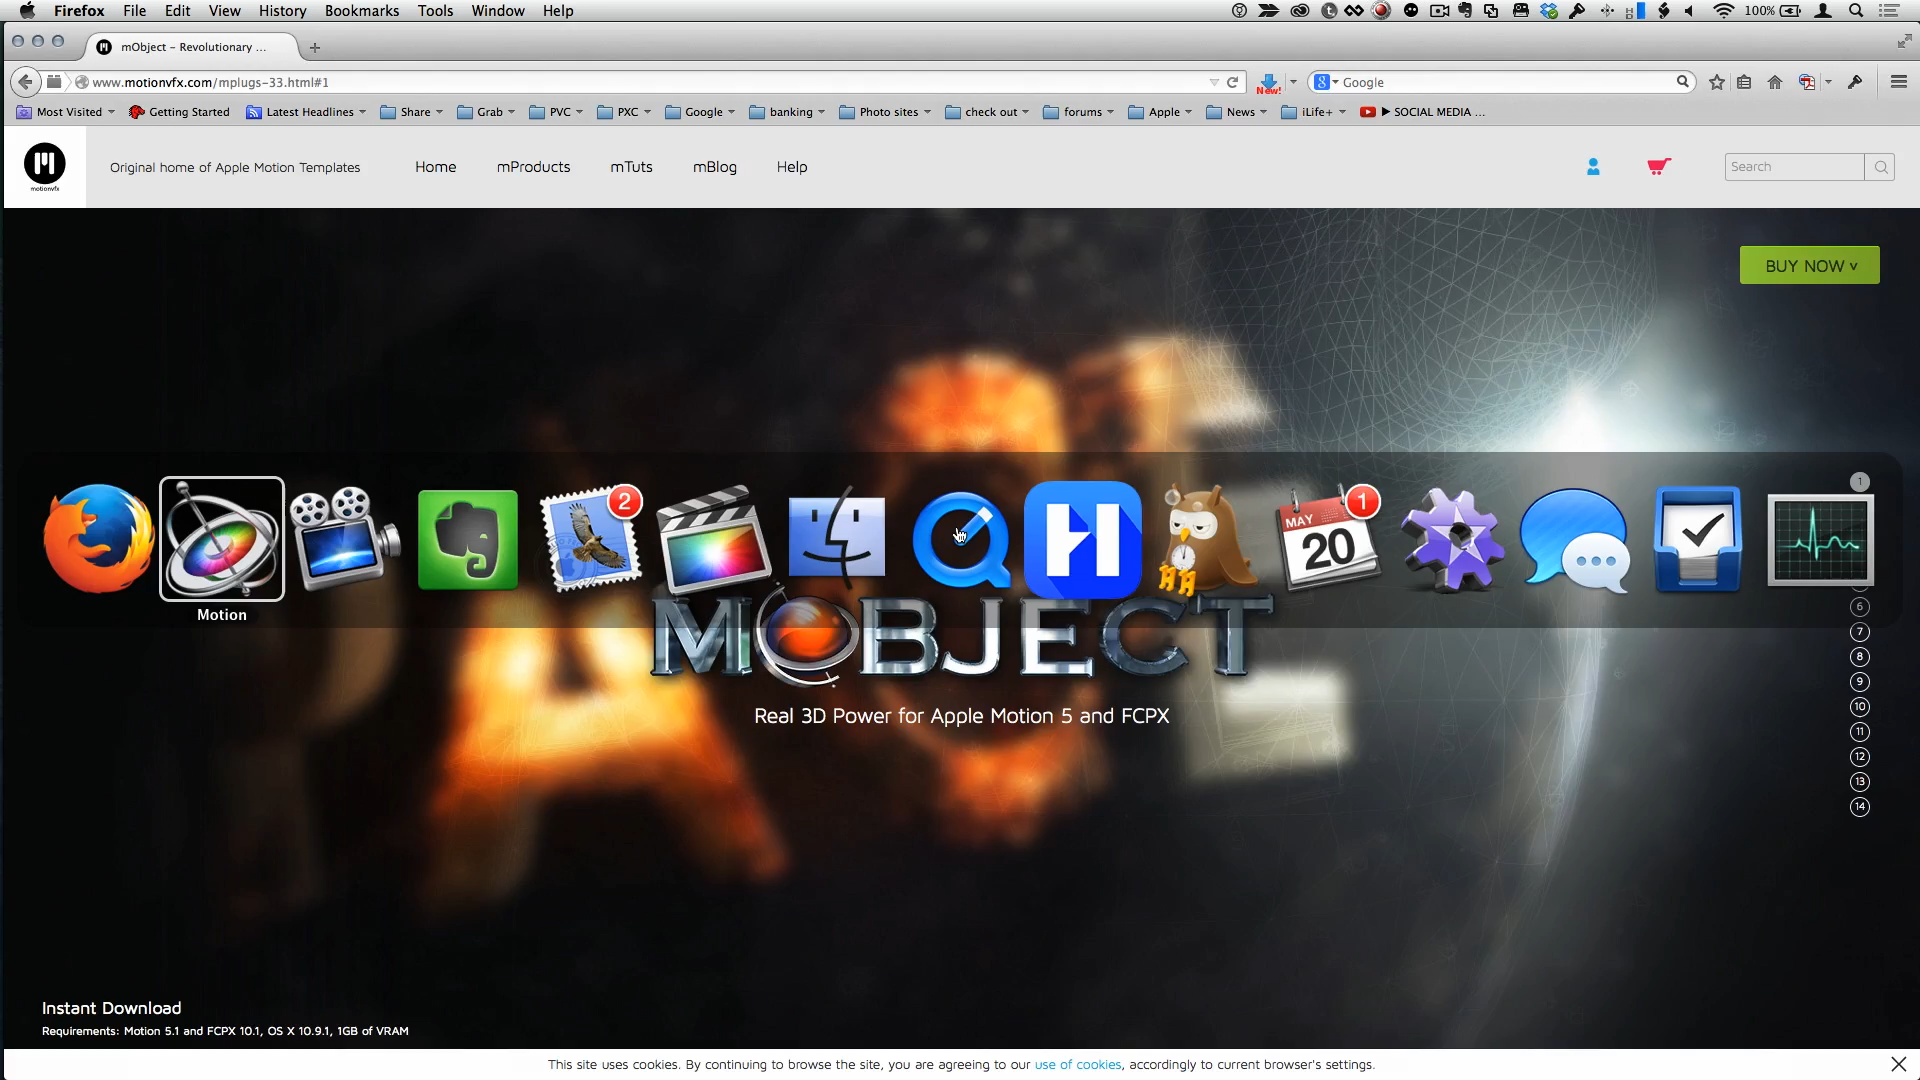 Firefox File Edit View History Bookmarks Tools Window Help 100%
mObject – Revolutionary ...
www.motionvfx.com/mplugs-33.html#1 New! Google
Most Visited Getting Started Latest Headlines Share Grab PVC PXC Google banking Photo sites check out forums Apple News iLife+ ► SOCIAL MEDIA ...
motionvfx
Original home of Apple Motion Templates Home mProducts mTuts mBlog Help Search
BUY NOW v
2
MAY
20
1
1
Motion
MOBJECT
Real 3D Power for Apple Motion 5 and FCPX
6
7
8
9
10
11
12
13
14
Instant Download
Requirements: Motion 5.1 and FCPX 10.1, OS X 10.9.1, 1GB of VRAM
This site uses cookies. By continuing to browse the site, you are agreeing to our use of cookies, accordingly to current browser's settings.